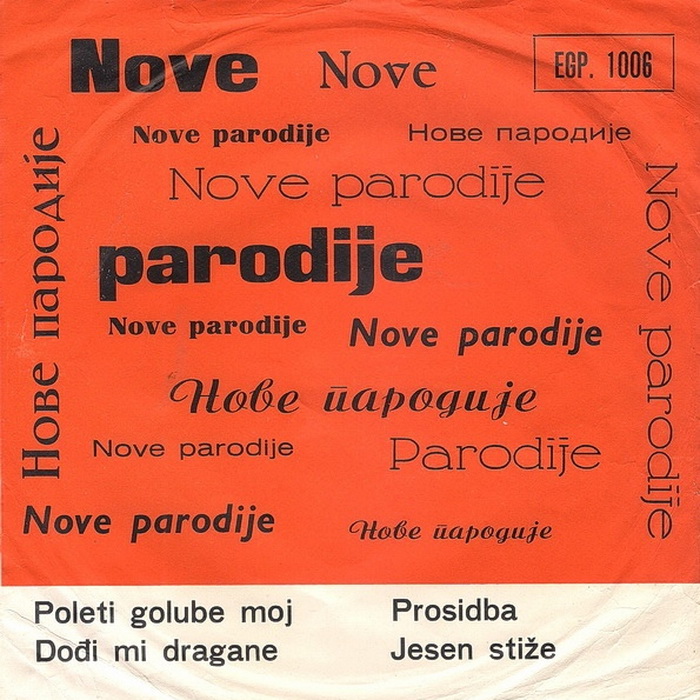 Nove Nove
EGP. 1006
Nove parodije
Нове пародије
Nove parodije
Нове пародије
Nove parodije
parodije
Nove parodije
Nove parodije
Нове пародије
Nove parodije
Parodije
Nove parodije
Нове пародије
Poleti golube moj
Dođi mi dragane
Prosidba
Jesen stiže